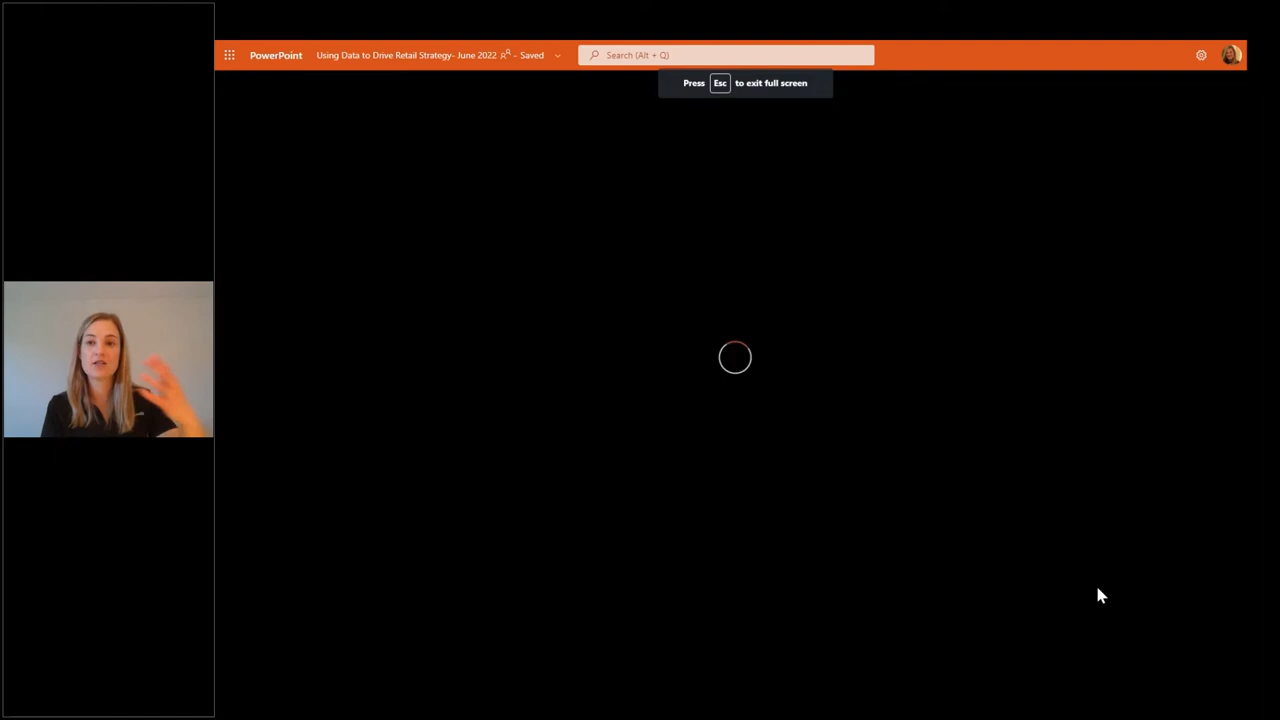 PowerPoint Using Data to Drive Retail Strategy- June 2022 - Saved Search (Alt + Q)
Press Esc to exit full screen